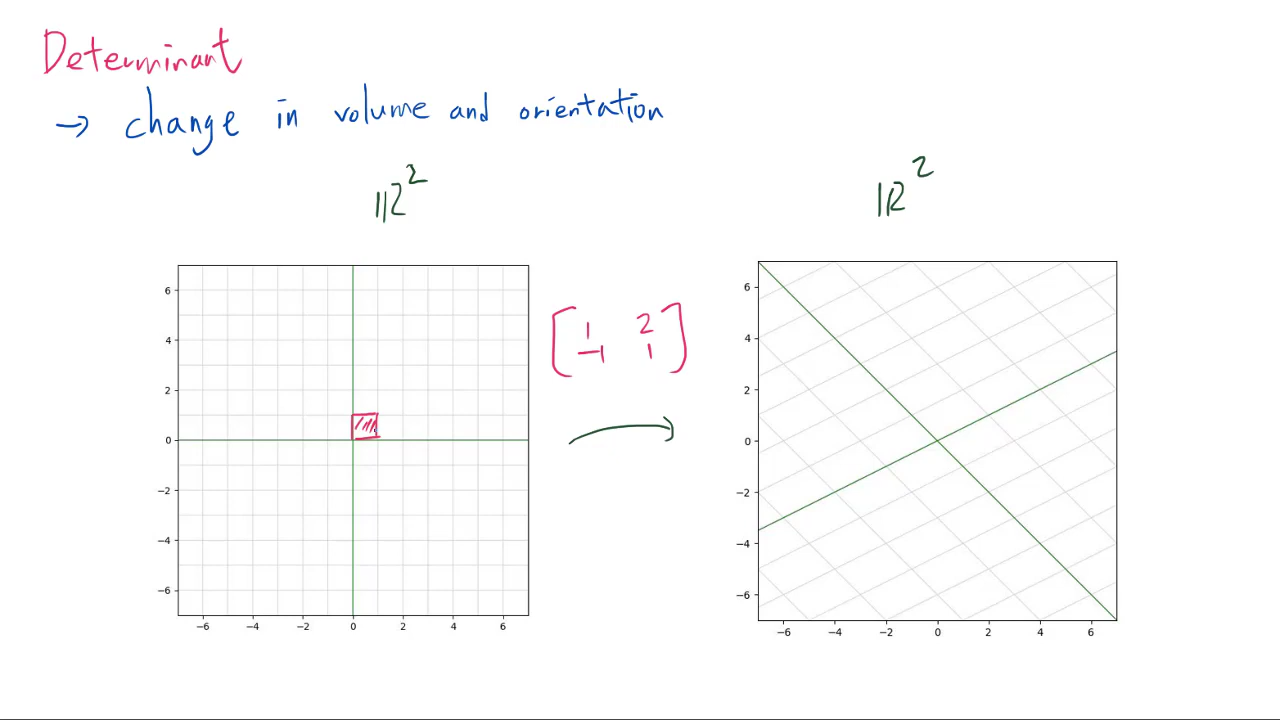 Determinant
→ change in volume and orientation
ℝ²
ℝ²
6
4
2
0
−2
−4
−6
−6 −4 −2 0 2 4 6
[1 2
−1 1]
6
4
2
0
−2
−4
−6
−6 −4 −2 0 2 4 6